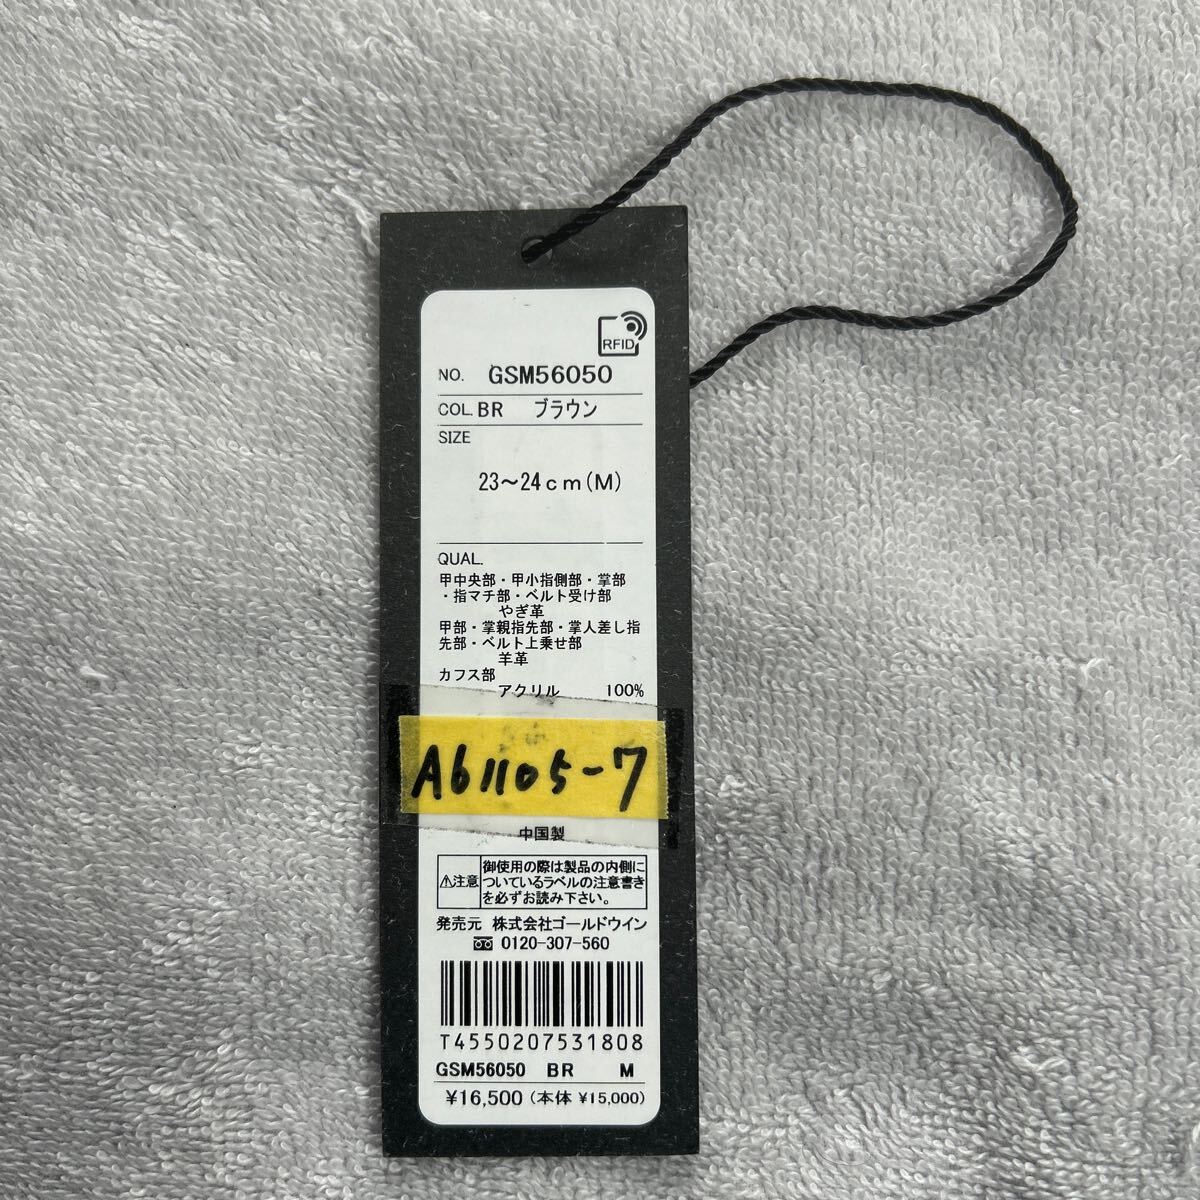 RFID
NO. GSM56050
COL. BR ブラウン
SIZE
23～24cm(M)
QUAL.
甲中央部・甲小指側部・掌部
・指マチ部・ベルト受け部
やぎ革
甲部・掌親指先部・掌人差し指
先部・ベルト上乗せ部
羊革
カフス部
アクリル 100%
A61105-7
中国製
⚠注意 御使用の際は製品の内側に
ついているラベルの注意書き
を必ずお読み下さい。
発売元 株式会社ゴールドウイン
0120-307-560
T4550207531808
GSM56050 BR M
¥16,500 (本体 ¥15,000)